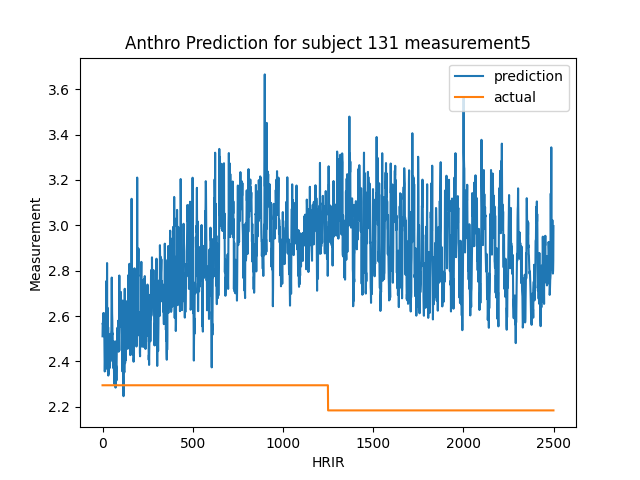 Anthro Prediction for subject 131 measurement5
prediction
actual
3.6
3.4
3.2
3.0
2.8
2.6
2.4
2.2
Measurement
0
500
1000
1500
2000
2500
HRIR